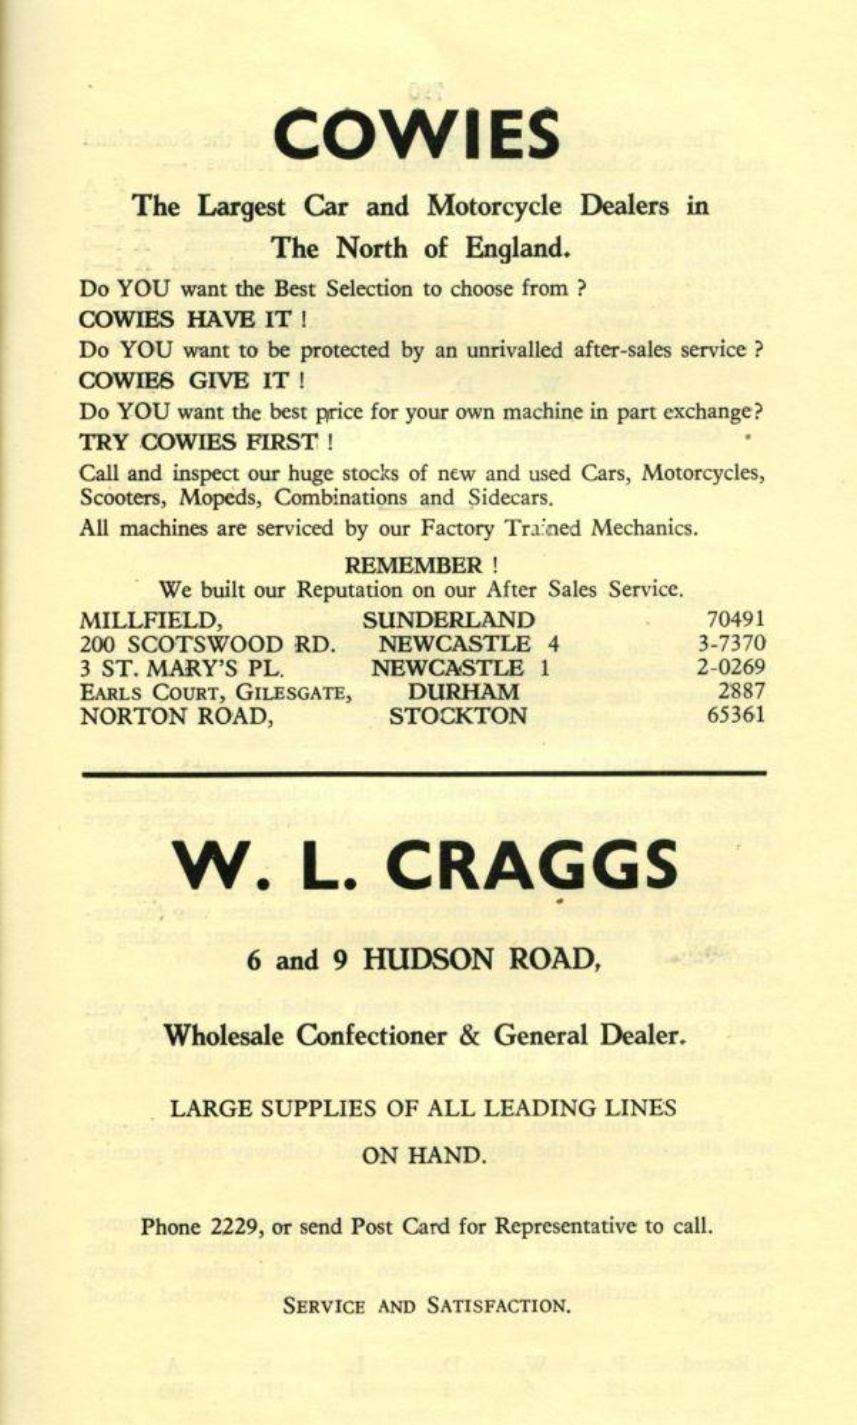 COWIES
The Largest Car and Motorcycle Dealers in
The North of England.
Do YOU want the Best Selection to choose from ?
COWIES HAVE IT !
Do YOU want to be protected by an unrivalled after-sales service ?
COWIES GIVE IT !
Do YOU want the best price for your own machine in part exchange?
TRY COWIES FIRST !
Call and inspect our huge stocks of new and used Cars, Motorcycles,
Scooters, Mopeds, Combinations and Sidecars.
All machines are serviced by our Factory Trained Mechanics.
REMEMBER !
We built our Reputation on our After Sales Service.
MILLFIELD, SUNDERLAND 70491
200 SCOTSWOOD RD. NEWCASTLE 4 3-7370
3 ST. MARY'S PL. NEWCASTLE 1 2-0269
EARLS COURT, GILESGATE, DURHAM 2887
NORTON ROAD, STOCKTON 65361
W. L. CRAGGS
6 and 9 HUDSON ROAD,
Wholesale Confectioner & General Dealer.
LARGE SUPPLIES OF ALL LEADING LINES
ON HAND.
Phone 2229, or send Post Card for Representative to call.
SERVICE AND SATISFACTION.